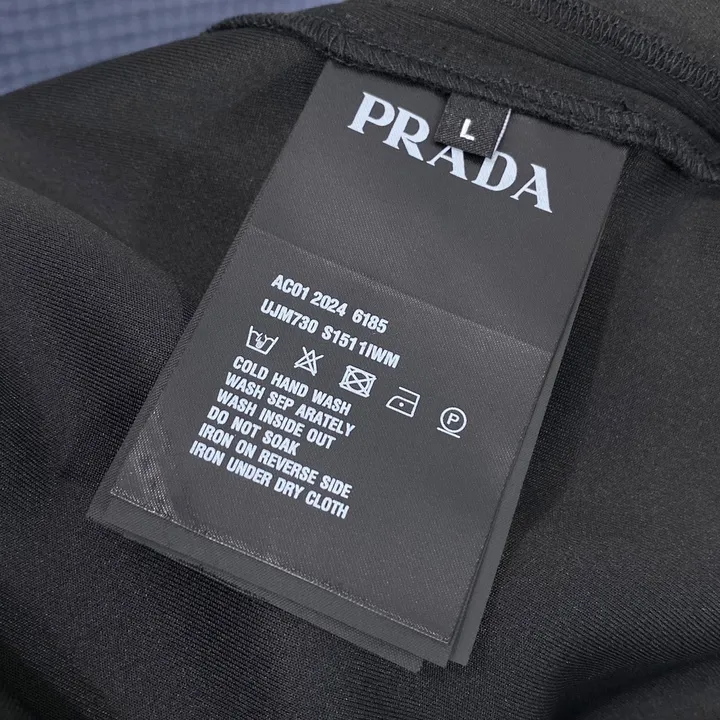 PRADA
L
AC01 2024 6185
UJM730 S1511IWM
P
COLD HAND WASH
WASH SEP ARATELY
WASH INSIDE OUT
DO NOT SOAK
IRON ON REVERSE SIDE
IRON UNDER DRY CLOTH